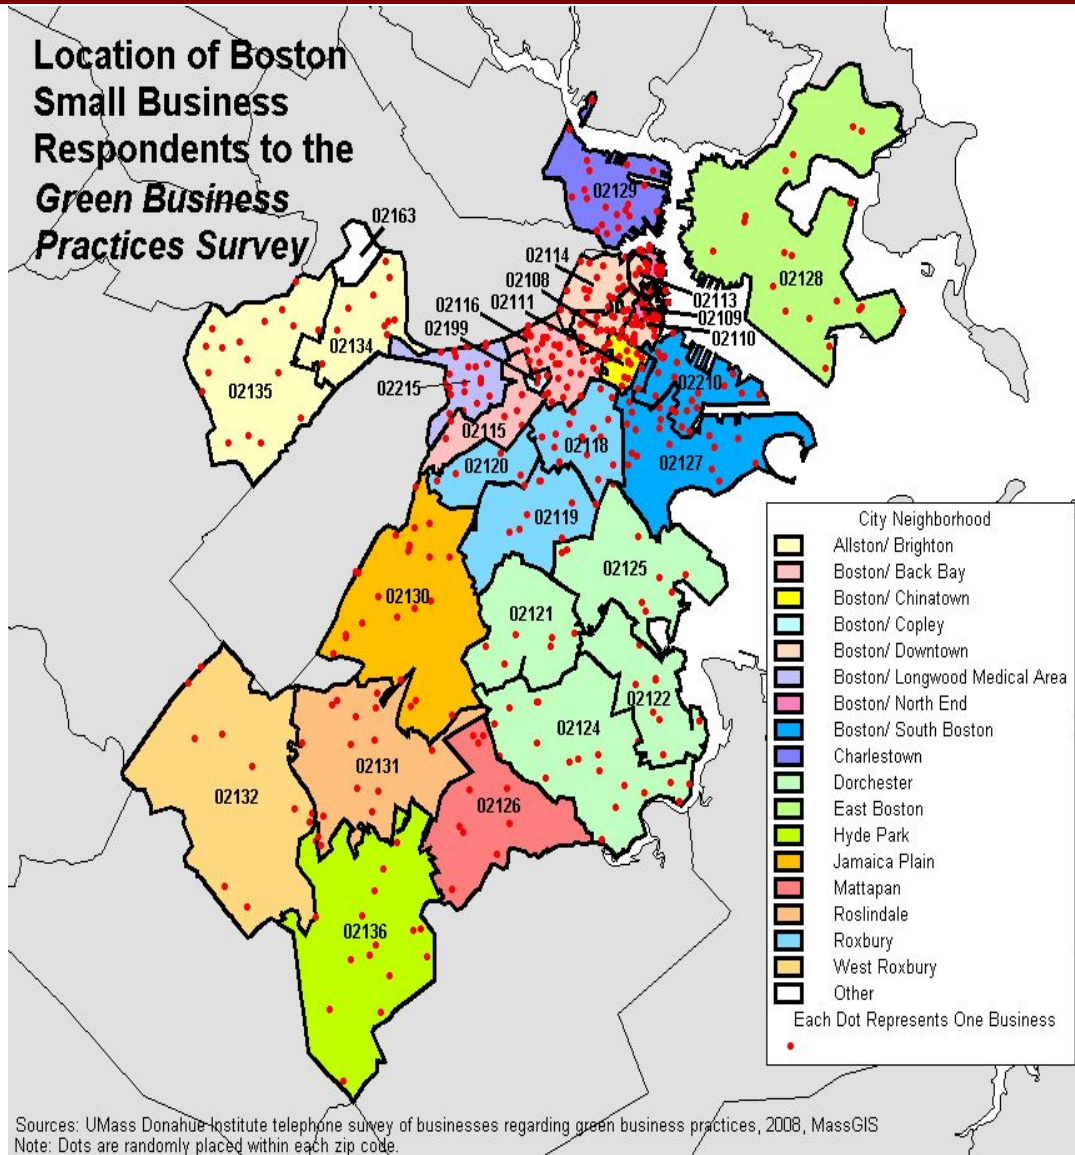 Location of Boston
Small Business
Respondents to the
Green Business
Practices Survey
02163
02129
02114
02108
02111
02116
02199
02113
02109
02110
02128
02134
02135
02215
02210
02115
02118
02127
02120
02119
02125
02130
02121
02122
02124
02131
02132
02126
02136
City Neighborhood
Allston/ Brighton
Boston/ Back Bay
Boston/ Chinatown
Boston/ Copley
Boston/ Downtown
Boston/ Longwood Medical Area
Boston/ North End
Boston/ South Boston
Charlestown
Dorchester
East Boston
Hyde Park
Jamaica Plain
Mattapan
Roslindale
Roxbury
West Roxbury
Other
Each Dot Represents One Business
Sources: UMass Donahue Institute telephone survey of businesses regarding green business practices, 2008, MassGIS
Note: Dots are randomly placed within each zip code.